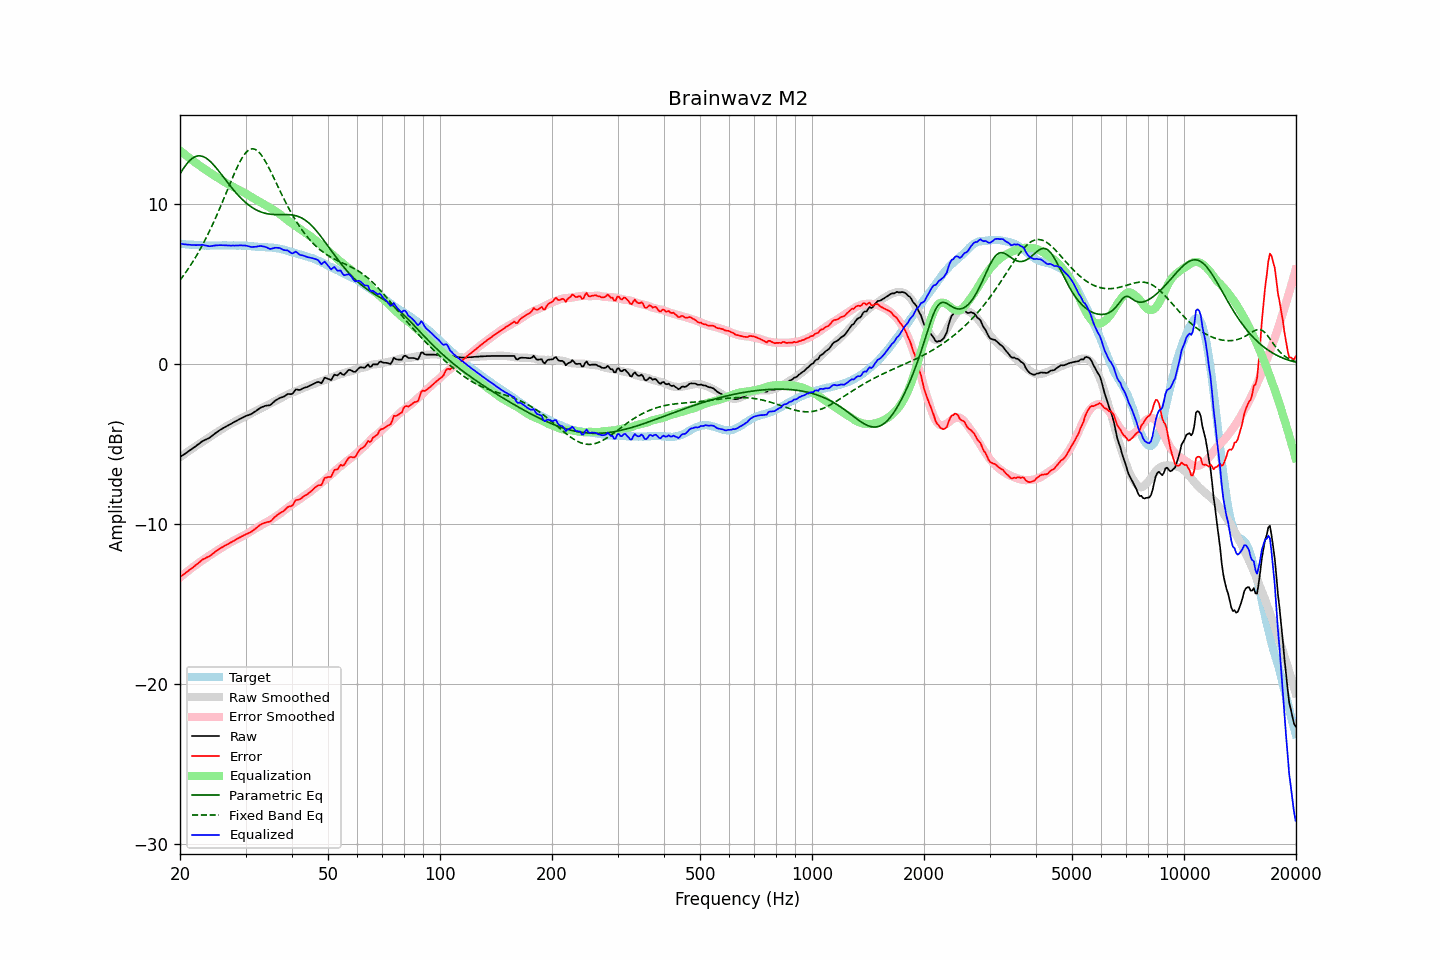 Brainwavz M2
Amplitude (dBr)
10
0
−10
−20
−30
Target
Raw Smoothed
Error Smoothed
Raw
Error
Equalization
Parametric Eq
Fixed Band Eq
Equalized
20 50 100 200 500 1000 2000 5000 10000 20000
Frequency (Hz)